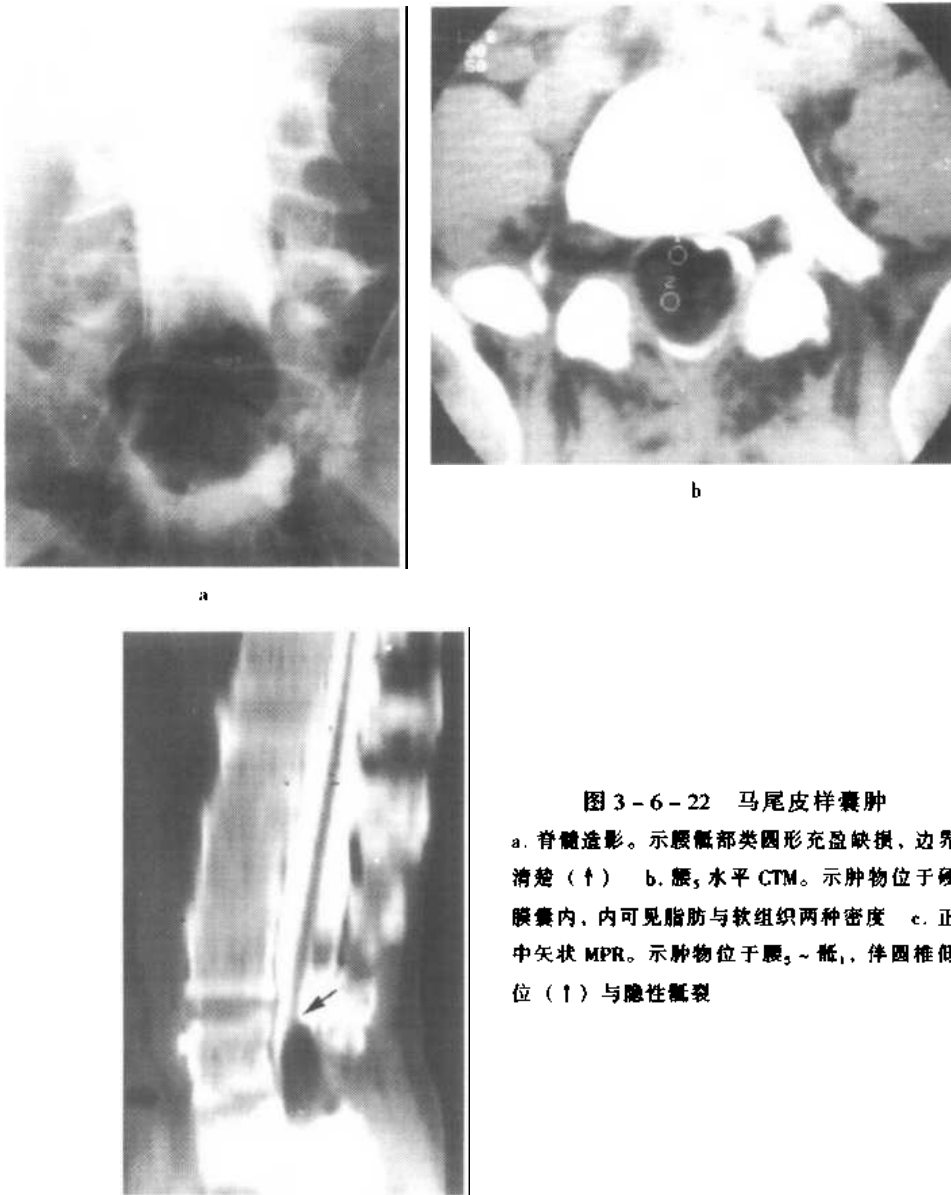 a
b
图 3-6-22 马尾皮样囊肿
a. 脊髓造影。示腰骶部类圆形充盈缺损，边界
清楚（↑） b. 腰₅ 水平 CTM。示肿物位于硬
膜囊内，内可见脂肪与软组织两种密度 c. 正
中矢状 MPR。示肿物位于腰₅～骶₁，伴圆椎低
位（↑）与隐性骶裂